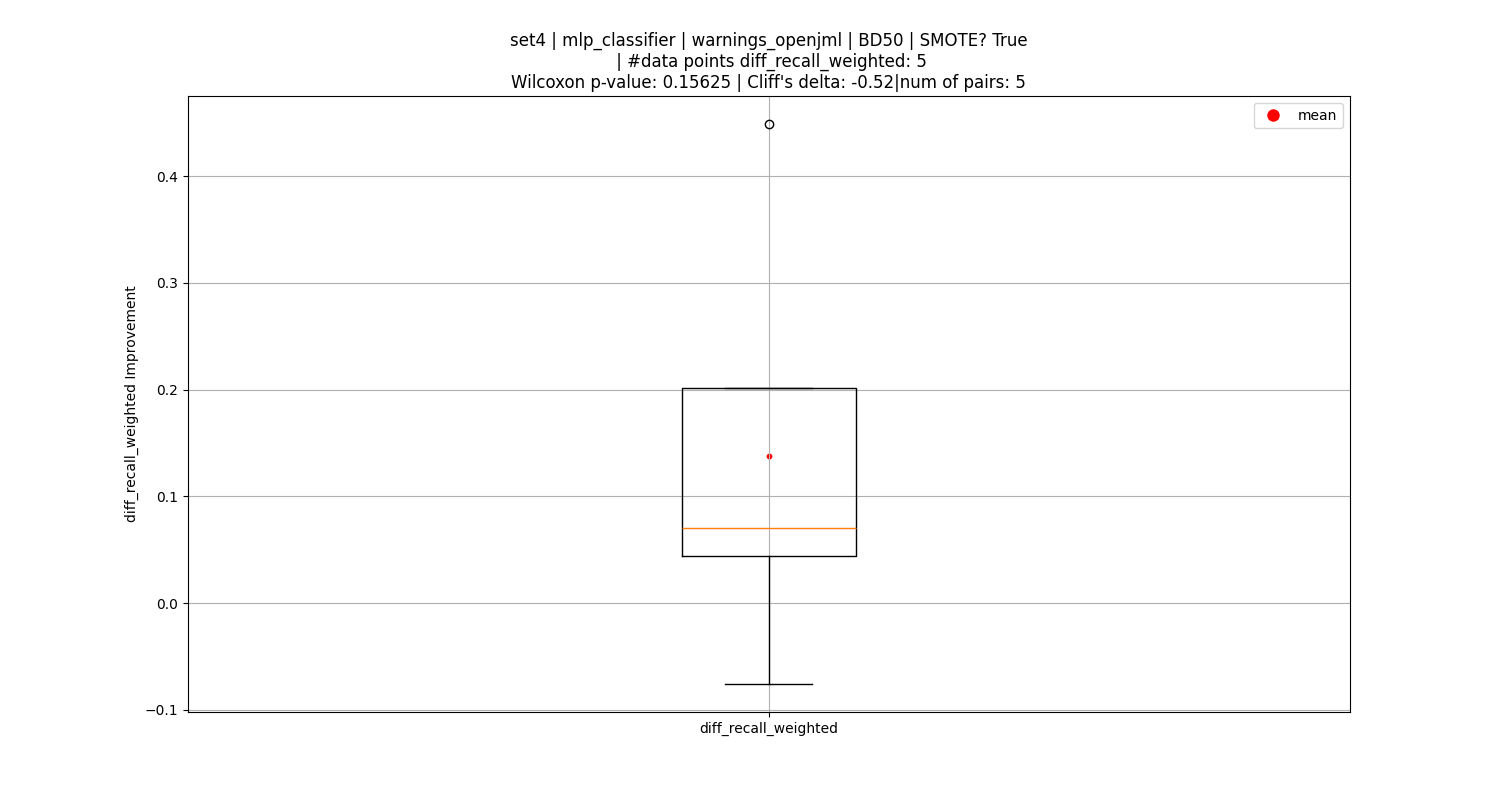 set4 | mlp_classifier | warnings_openjml | BD50 | SMOTE? True
| #data points diff_recall_weighted: 5
Wilcoxon p-value: 0.15625 | Cliff's delta: -0.52|num of pairs: 5
mean
0.4
0.3
0.2
0.1
0.0
−0.1
diff_recall_weighted Improvement
diff_recall_weighted